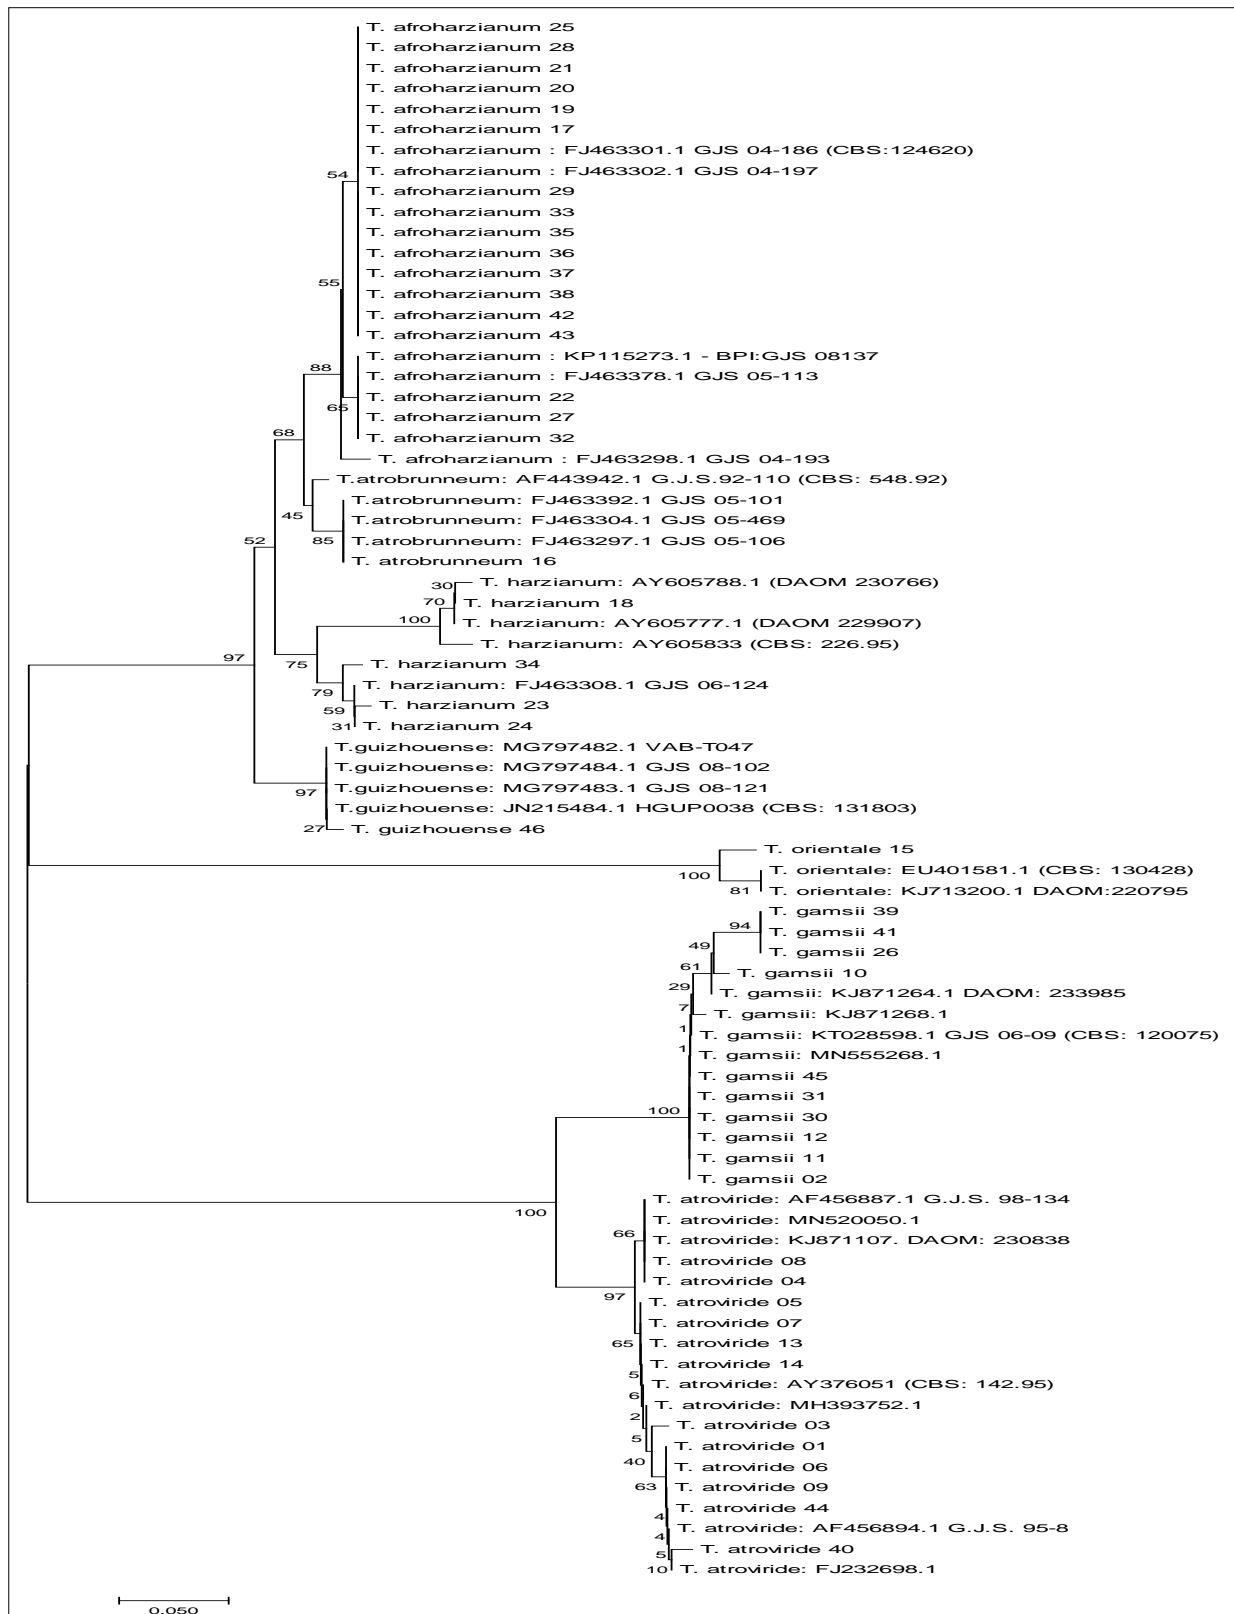 T. afroharzianum 25
T. afroharzianum 28
T. afroharzianum 21
T. afroharzianum 20
T. afroharzianum 19
T. afroharzianum 17
T. afroharzianum : FJ463301.1 GJS 04-186 (CBS:124620)
T. afroharzianum : FJ463302.1 GJS 04-197
54
T. afroharzianum 29
T. afroharzianum 33
T. afroharzianum 35
T. afroharzianum 36
T. afroharzianum 37
55
T. afroharzianum 38
T. afroharzianum 42
T. afroharzianum 43
T. afroharzianum : KP115273.1 - BPI:GJS 08137
88
T. afroharzianum : FJ463378.1 GJS 05-113
T. afroharzianum 22
65
T. afroharzianum 27
68
T. afroharzianum 32
T. afroharzianum : FJ463298.1 GJS 04-193
T.atrobrunneum: AF443942.1 G.J.S.92-110 (CBS: 548.92)
T.atrobrunneum: FJ463392.1 GJS 05-101
45
T.atrobrunneum: FJ463304.1 GJS 05-469
52
85
T.atrobrunneum: FJ463297.1 GJS 05-106
T. atrobrunneum 16
30
T. harzianum: AY605788.1 (DAOM 230766)
70
T. harzianum 18
100
T. harzianum: AY605777.1 (DAOM 229907)
T. harzianum: AY605833 (CBS: 226.95)
97
75
T. harzianum 34
T. harzianum: FJ463308.1 GJS 06-124
79
59
T. harzianum 23
31
T. harzianum 24
T.guizhouense: MG797482.1 VAB-T047
T.guizhouense: MG797484.1 GJS 08-102
97
T.guizhouense: MG797483.1 GJS 08-121
T.guizhouense: JN215484.1 HGUP0038 (CBS: 131803)
27
T. guizhouense 46
T. orientale 15
100
T. orientale: EU401581.1 (CBS: 130428)
81
T. orientale: KJ713200.1 DAOM:220795
T. gamsii 39
94
T. gamsii 41
49
T. gamsii 26
61
T. gamsii 10
29
T. gamsii: KJ871264.1 DAOM: 233985
7
T. gamsii: KJ871268.1
1
T. gamsii: KT028598.1 GJS 06-09 (CBS: 120075)
1
T. gamsii: MN555268.1
T. gamsii 45
T. gamsii 31
100
T. gamsii 30
T. gamsii 12
T. gamsii 11
T. gamsii 02
T. atroviride: AF456887.1 G.J.S. 98-134
100
T. atroviride: MN520050.1
66
T. atroviride: KJ871107. DAOM: 230838
T. atroviride 08
T. atroviride 04
97
T. atroviride 05
T. atroviride 07
65
T. atroviride 13
T. atroviride 14
5
T. atroviride: AY376051 (CBS: 142.95)
6
T. atroviride: MH393752.1
2
T. atroviride 03
5
T. atroviride 01
40
T. atroviride 06
63
T. atroviride 09
T. atroviride 44
4
T. atroviride: AF456894.1 G.J.S. 95-8
4
T. atroviride 40
5
10
T. atroviride: FJ232698.1
0.050